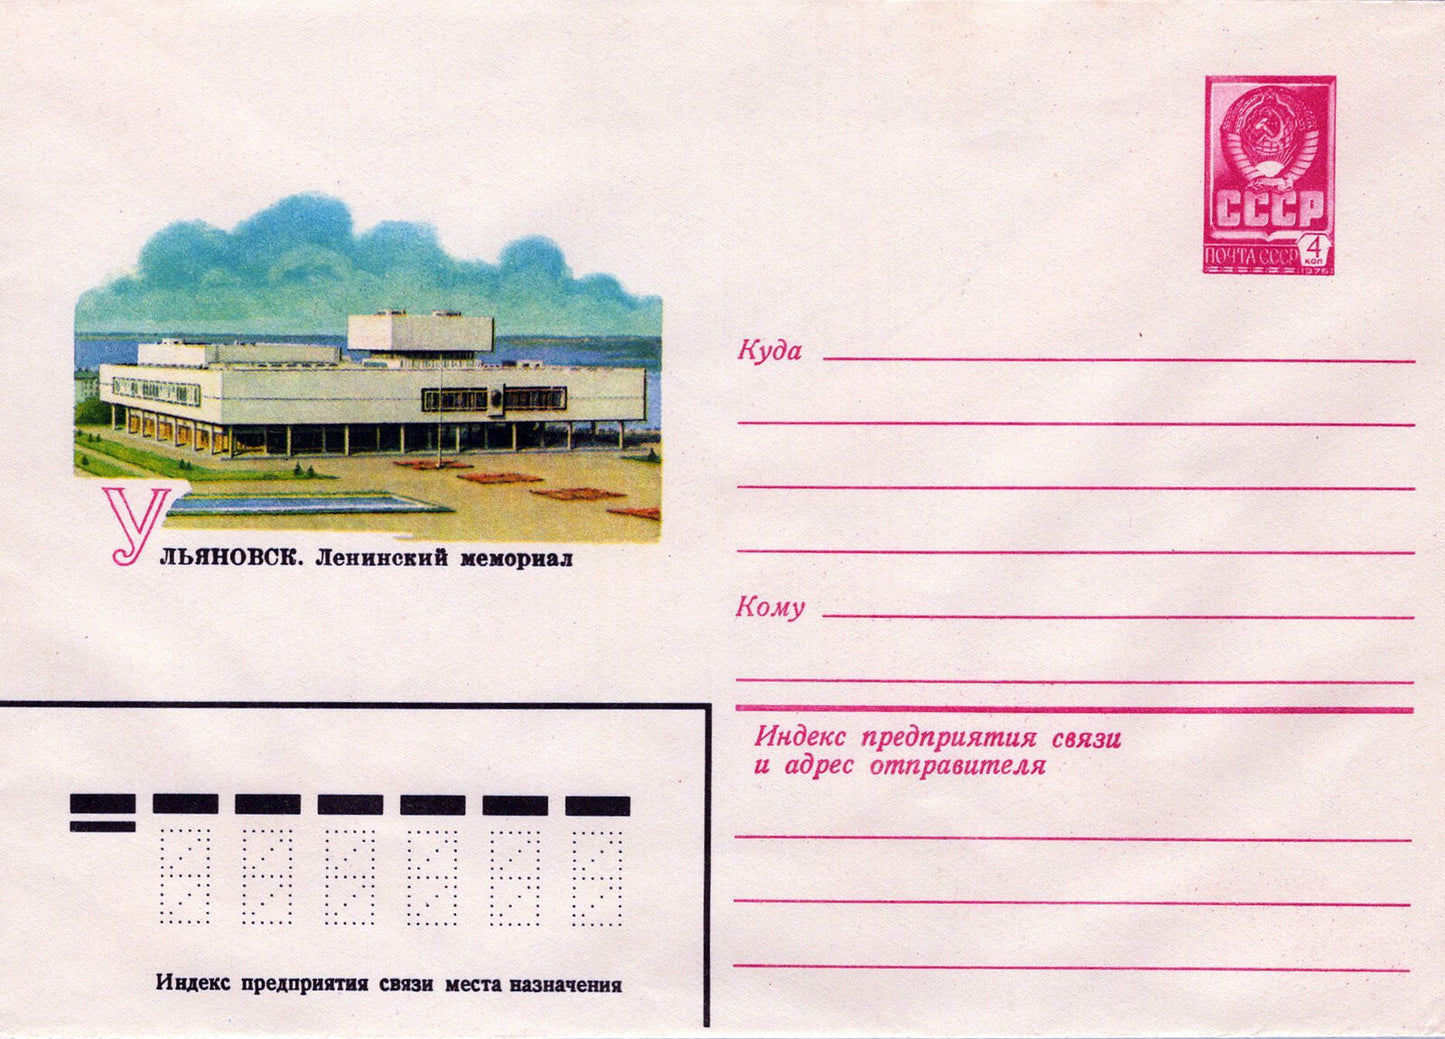 СССР
ПОЧТА СССР
4
коп
1976
Куда
Ульяновск. Ленинский мемориал
Кому
Индекс предприятия связи
и адрес отправителя
Индекс предприятия связи места назначения